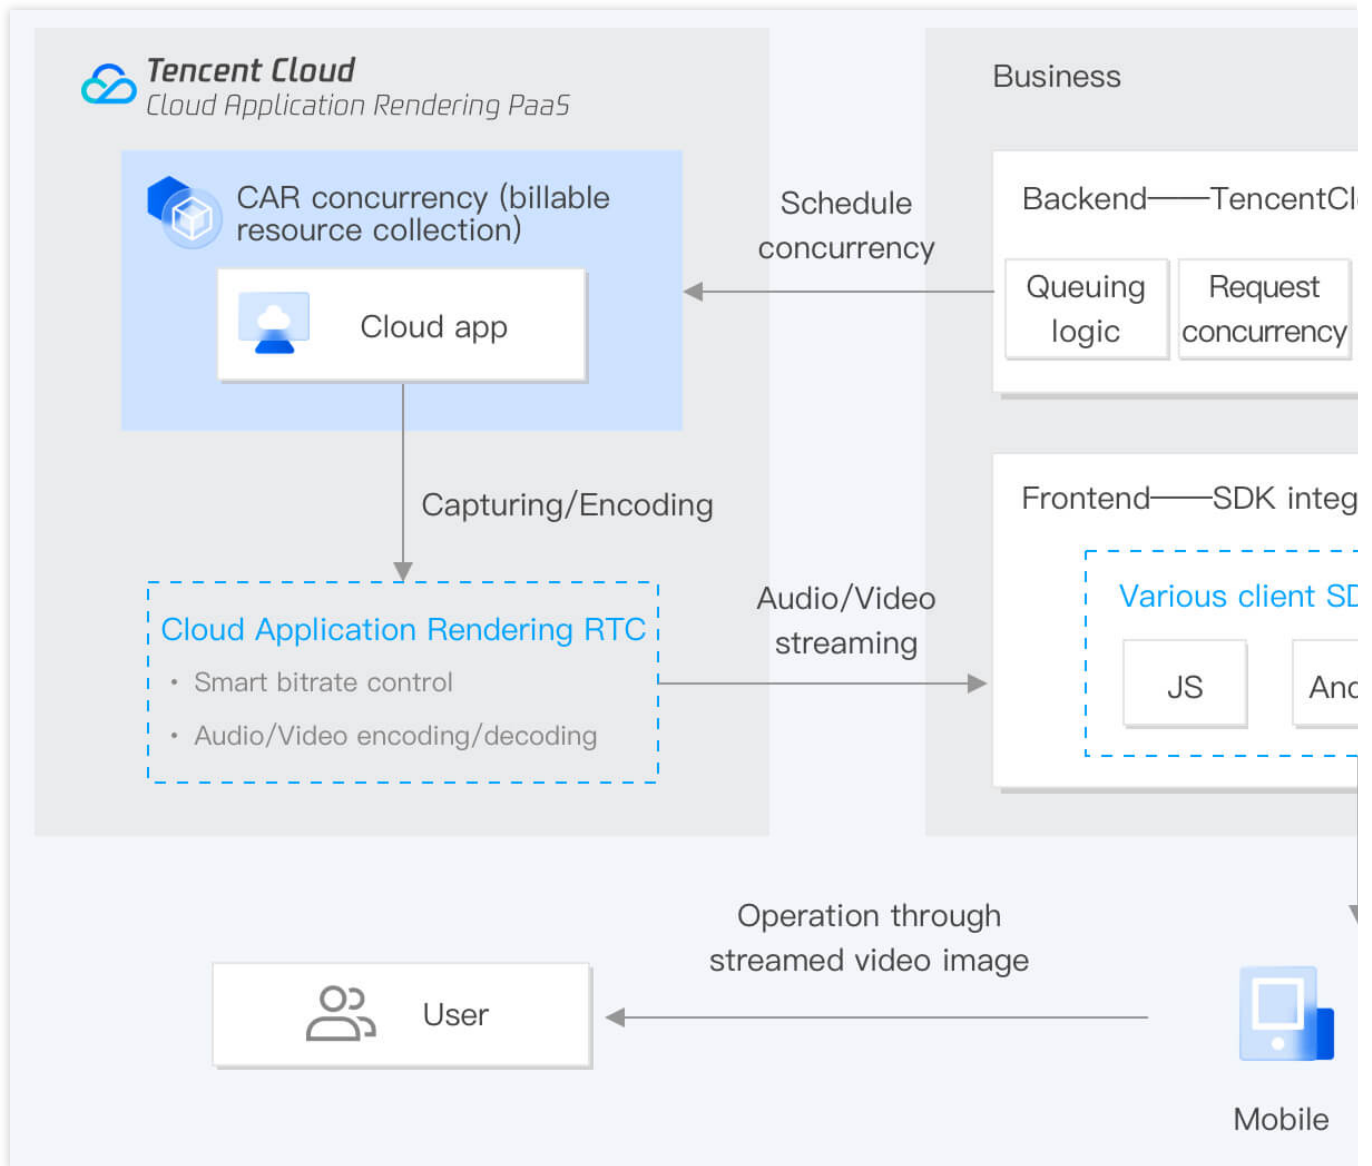 Tencent Cloud
Cloud Application Rendering PaaS
CAR concurrency (billable
resource collection)
Cloud app
Capturing/Encoding
Cloud Application Rendering RTC
• Smart bitrate control
• Audio/Video encoding/decoding
Schedule
concurrency
Audio/Video
streaming
Business
Backend——TencentCl
Queuing
logic
Request
concurrency
Frontend——SDK integ
Various client SD
JS
And
Operation through
streamed video image
User
Mobile